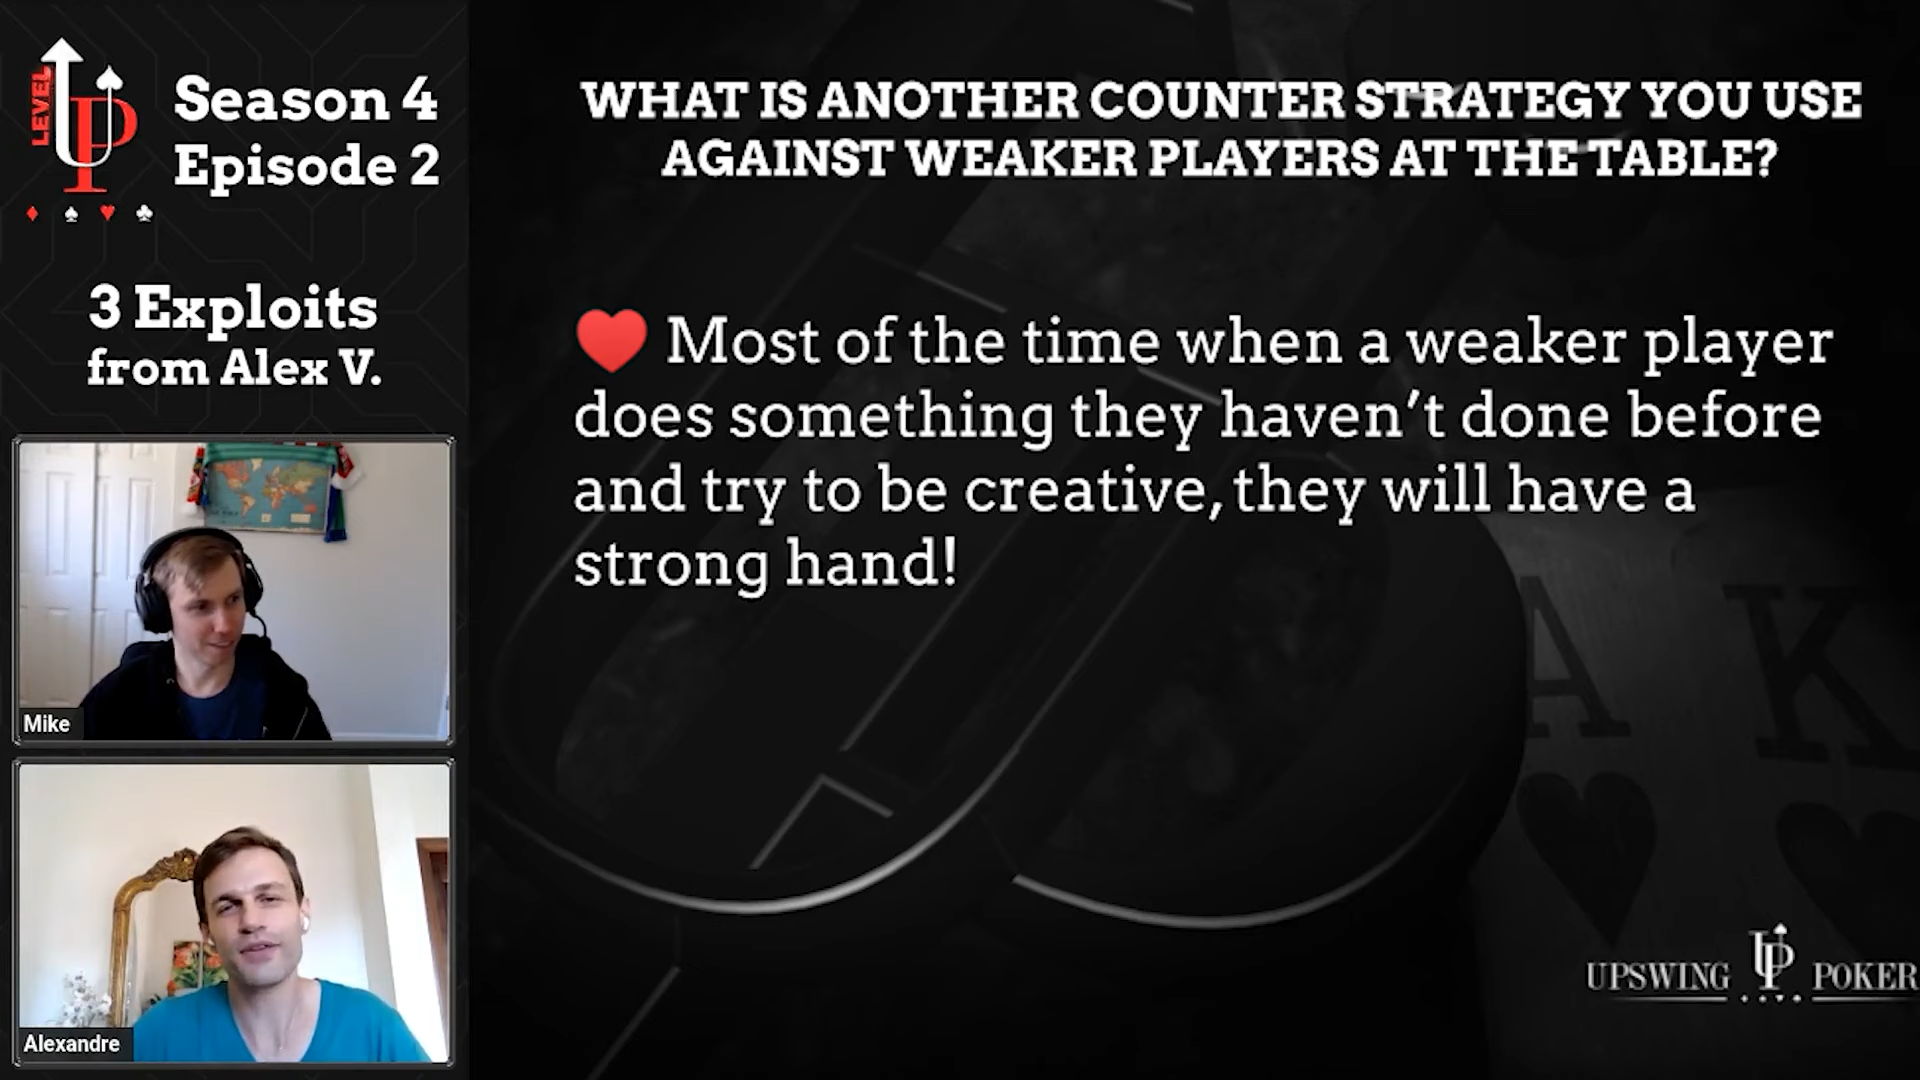 LEVEL
UP
Season 4
Episode 2
3 Exploits
from Alex V.
Mike
Alexandre
WHAT IS ANOTHER COUNTER STRATEGY YOU USE
AGAINST WEAKER PLAYERS AT THE TABLE?
Most of the time when a weaker player
does something they haven’t done before
and try to be creative, they will have a
strong hand!
A K
UPSWING UP POKER